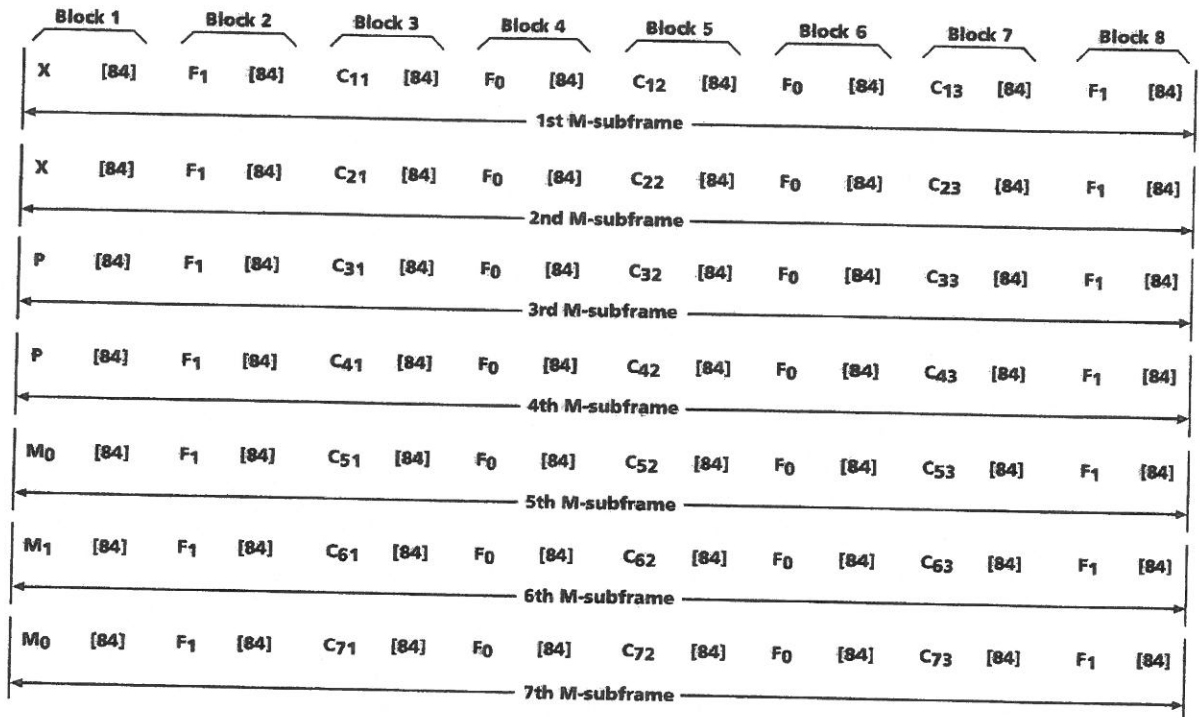 Block 1 Block 2 Block 3 Block 4 Block 5 Block 6 Block 7 Block 8
X [84] F1 [84] C11 [84] F0 [84] C12 [84] F0 [84] C13 [84] F1 [84]
1st M-subframe
X [84] F1 [84] C21 [84] F0 [84] C22 [84] F0 [84] C23 [84] F1 [84]
2nd M-subframe
P [84] F1 [84] C31 [84] F0 [84] C32 [84] F0 [84] C33 [84] F1 [84]
3rd M-subframe
P [84] F1 [84] C41 [84] F0 [84] C42 [84] F0 [84] C43 [84] F1 [84]
4th M-subframe
M0 [84] F1 [84] C51 [84] F0 [84] C52 [84] F0 [84] C53 [84] F1 [84]
5th M-subframe
M1 [84] F1 [84] C61 [84] F0 [84] C62 [84] F0 [84] C63 [84] F1 [84]
6th M-subframe
M0 [84] F1 [84] C71 [84] F0 [84] C72 [84] F0 [84] C73 [84] F1 [84]
7th M-subframe